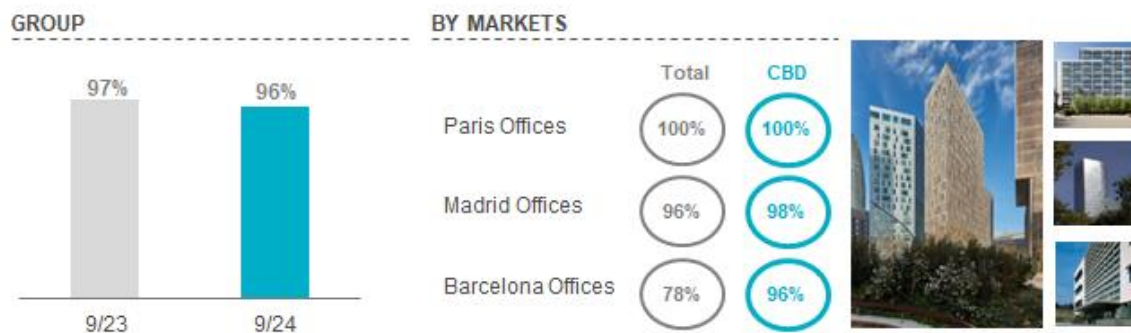 GROUP
97%
96%
9/23
9/24
BY MARKETS
Total
CBD
Paris Offices
100%
100%
Madrid Offices
96%
98%
Barcelona Offices
78%
96%